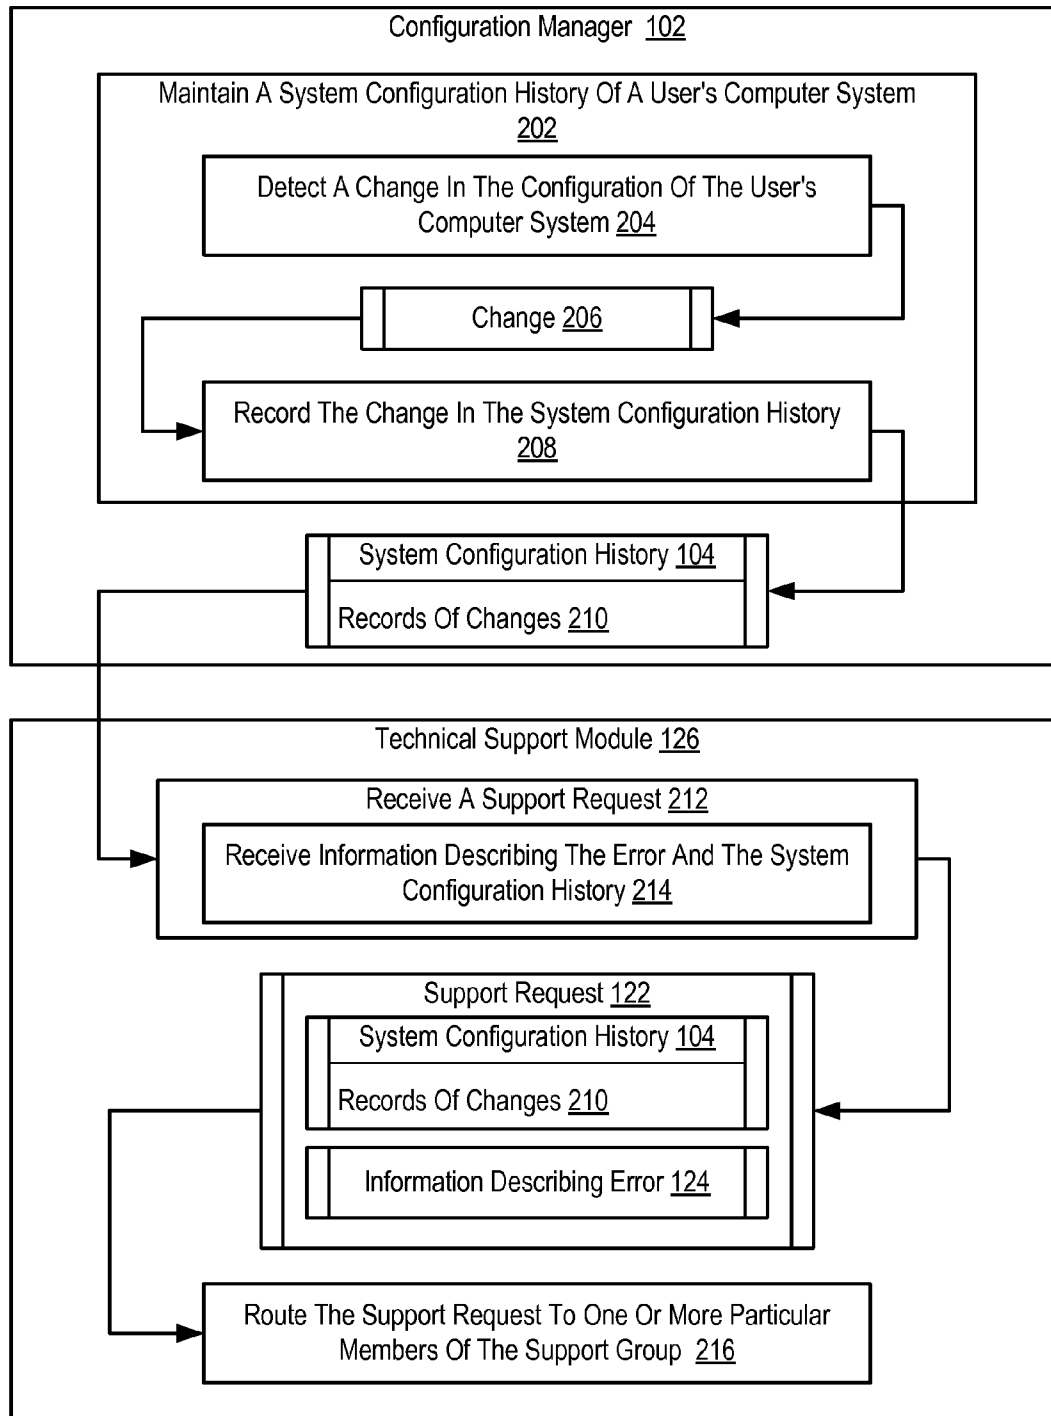 Configuration Manager 102
Maintain A System Configuration History Of A User's Computer System
202
Detect A Change In The Configuration Of The User's
Computer System 204
Change 206
Record The Change In The System Configuration History
208
System Configuration History 104
Records Of Changes 210
Technical Support Module 126
Receive A Support Request 212
Receive Information Describing The Error And The System
Configuration History 214
Support Request 122
System Configuration History 104
Records Of Changes 210
Information Describing Error 124
Route The Support Request To One Or More Particular
Members Of The Support Group 216